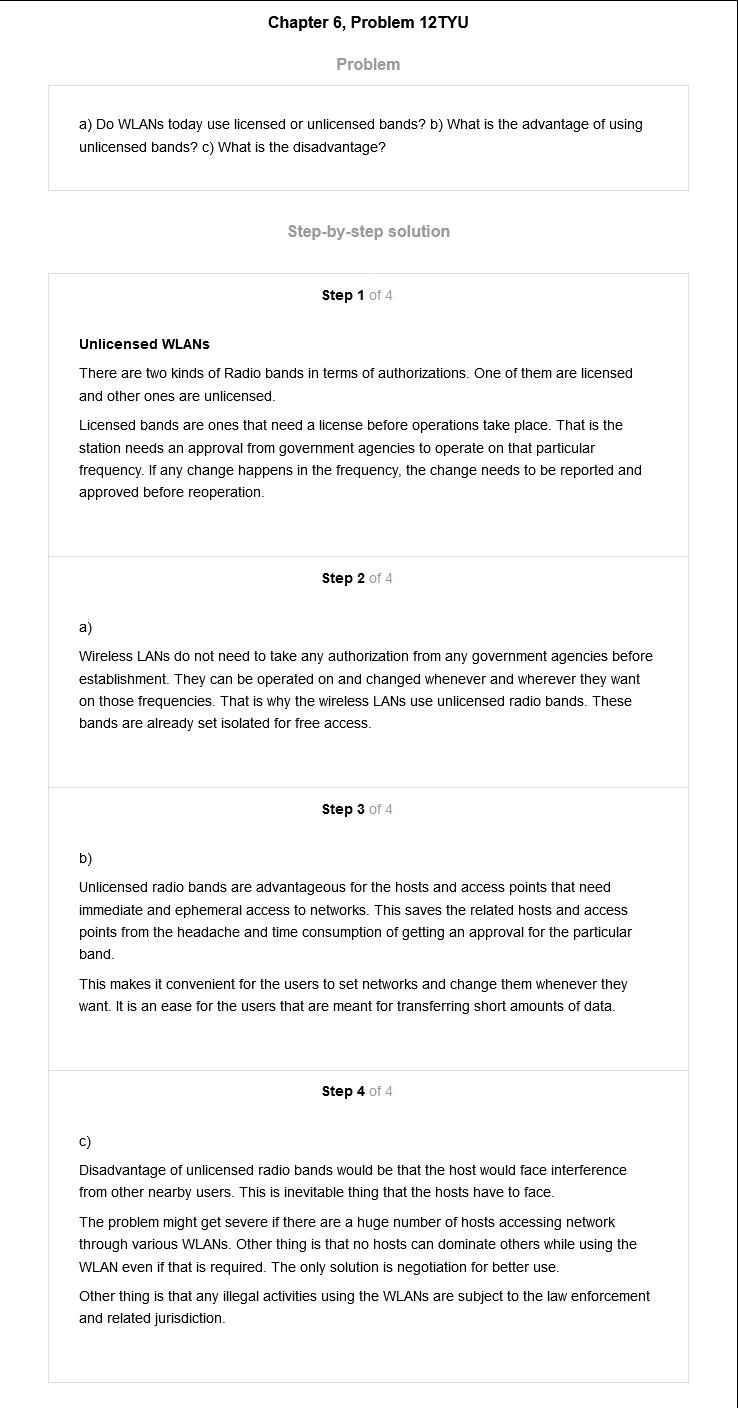 Chapter 6, Problem 12TYU
Problem
a) Do WLANs today use licensed or unlicensed bands? b) What is the advantage of using
unlicensed bands? c) What is the disadvantage?
Step-by-step solution
Step 1 of 4
Unlicensed WLANs
There are two kinds of Radio bands in terms of authorizations. One of them are licensed
and other ones are unlicensed.
Licensed bands are ones that need a license before operations take place. That is the
station needs an approval from government agencies to operate on that particular
frequency. If any change happens in the frequency, the change needs to be reported and
approved before reoperation.
Step 2 of 4
a)
Wireless LANs do not need to take any authorization from any government agencies before
establishment. They can be operated on and changed whenever and wherever they want
on those frequencies. That is why the wireless LANs use unlicensed radio bands. These
bands are already set isolated for free access.
Step 3 of 4
b)
Unlicensed radio bands are advantageous for the hosts and access points that need
immediate and ephemeral access to networks. This saves the related hosts and access
points from the headache and time consumption of getting an approval for the particular
band.
This makes it convenient for the users to set networks and change them whenever they
want. It is an ease for the users that are meant for transferring short amounts of data.
Step 4 of 4
c)
Disadvantage of unlicensed radio bands would be that the host would face interference
from other nearby users. This is inevitable thing that the hosts have to face.
The problem might get severe if there are a huge number of hosts accessing network
through various WLANs. Other thing is that no hosts can dominate others while using the
WLAN even if that is required. The only solution is negotiation for better use.
Other thing is that any illegal activities using the WLANs are subject to the law enforcement
and related jurisdiction.